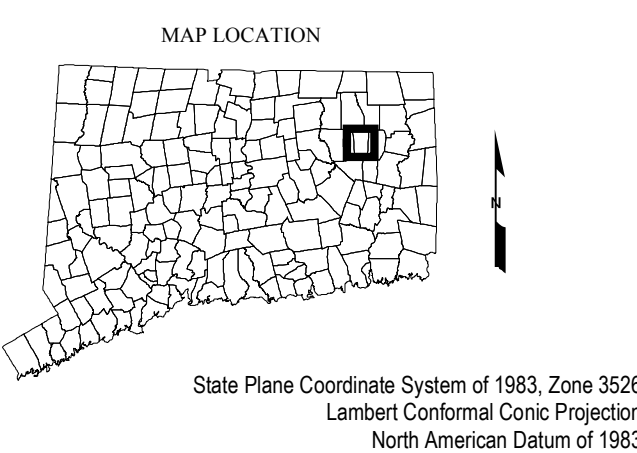 MAP LOCATION
N
State Plane Coordinate System of 1983, Zone 3526
Lambert Conformal Conic Projection
North American Datum of 1983